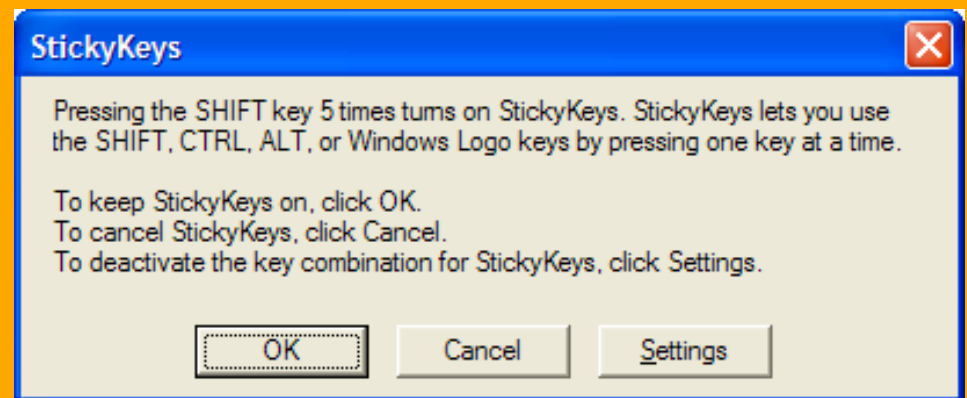 StickyKeys
Pressing the SHIFT key 5 times turns on StickyKeys. StickyKeys lets you use
the SHIFT, CTRL, ALT, or Windows Logo keys by pressing one key at a time.
To keep StickyKeys on, click OK.
To cancel StickyKeys, click Cancel.
To deactivate the key combination for StickyKeys, click Settings.
OK Cancel Settings